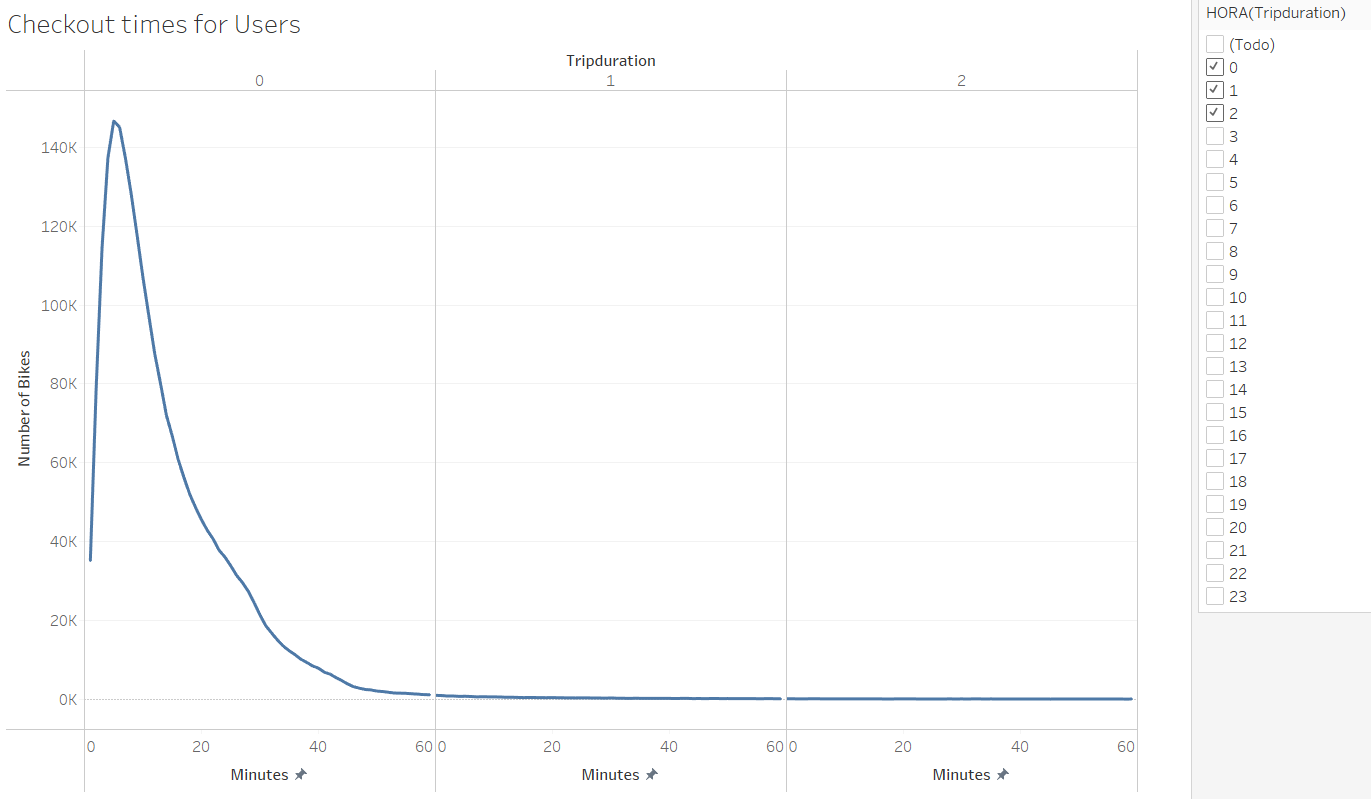 Checkout times for Users
Tripduration
0 1 2
140K
120K
100K
80K
60K
40K
20K
0K
Number of Bikes
0 20 40 60 0 20 40 60 0 20 40 60
Minutes Minutes Minutes
HORA(Tripduration)
(Todo)
0
1
2
3
4
5
6
7
8
9
10
11
12
13
14
15
16
17
18
19
20
21
22
23